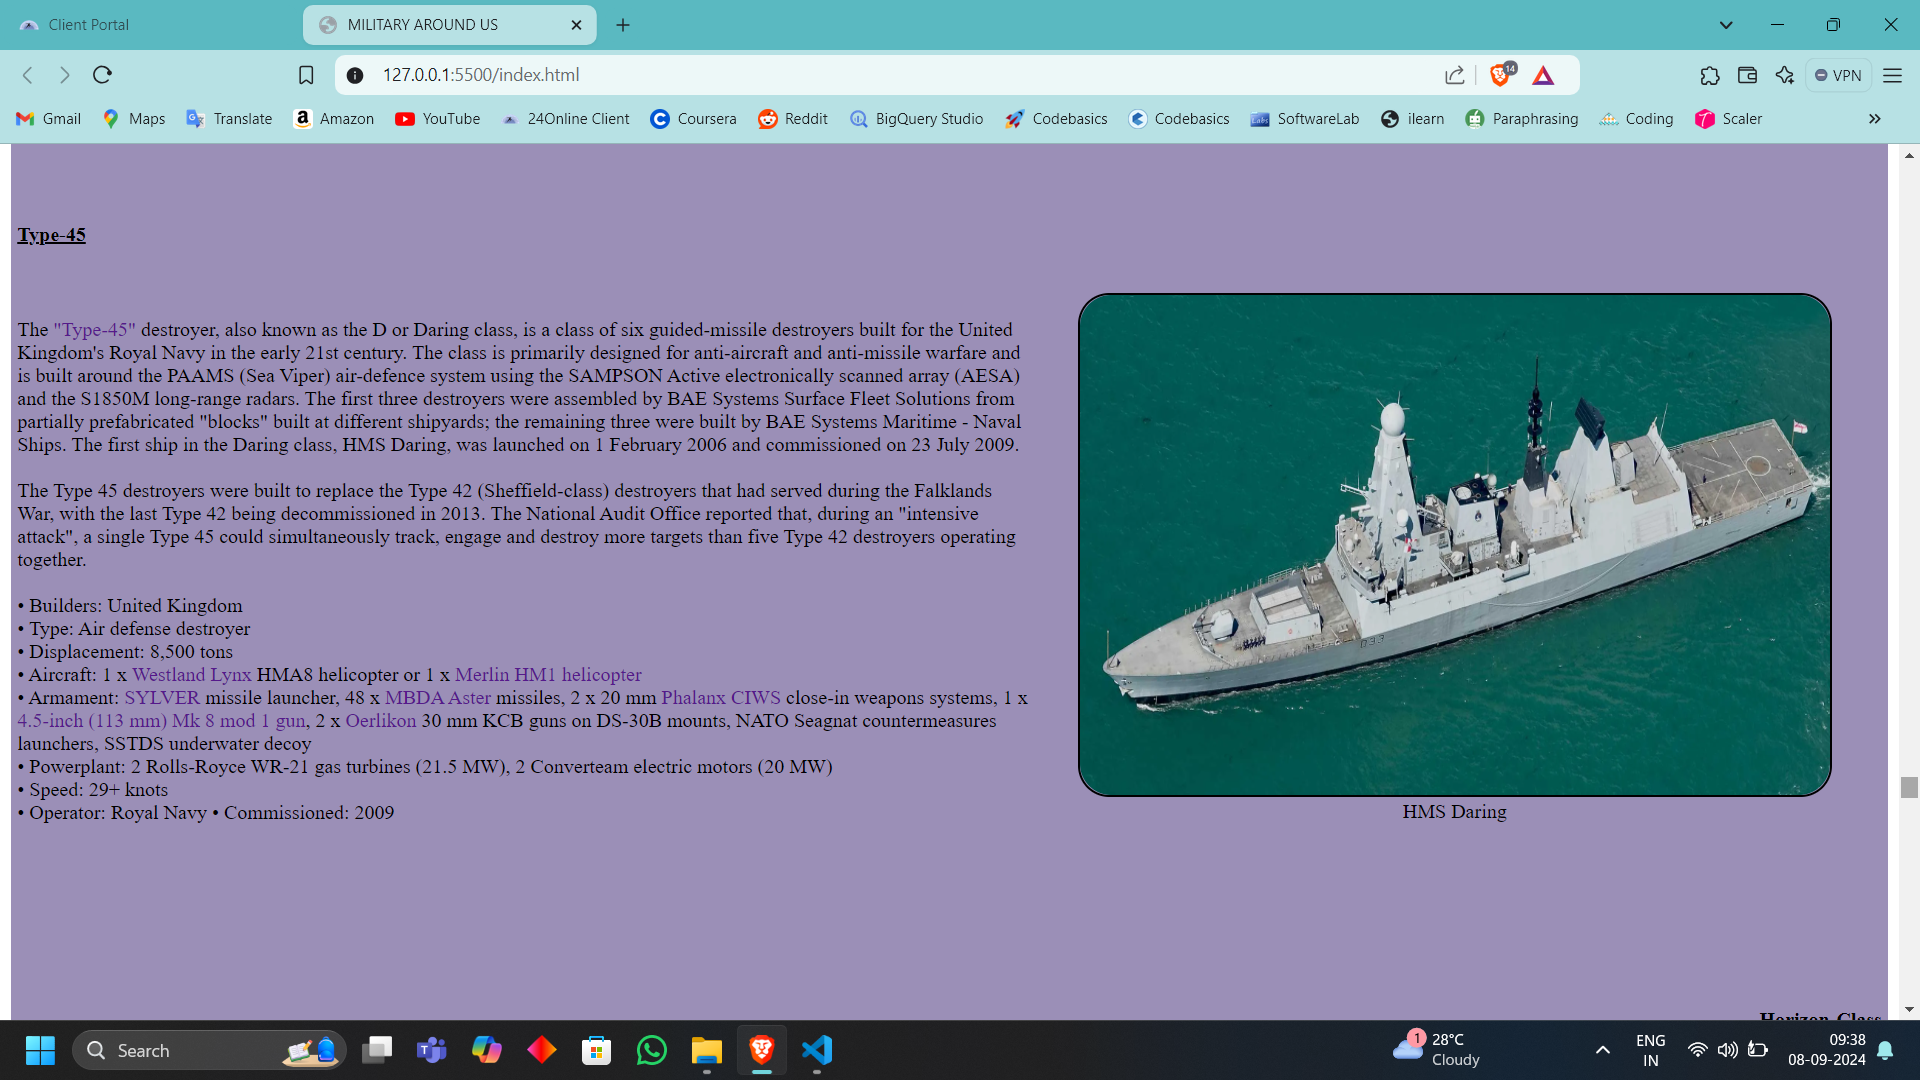 Client Portal
MILITARY AROUND US
127.0.0.1:5500/index.html
14
VPN
Gmail
Maps
Translate
Amazon
YouTube
24Online Client
Coursera
Reddit
BigQuery Studio
Codebasics
Codebasics
SoftwareLab
ilearn
Paraphrasing
Coding
Scaler
Type-45
The "Type-45" destroyer, also known as the D or Daring class, is a class of six guided-missile destroyers built for the United
Kingdom's Royal Navy in the early 21st century. The class is primarily designed for anti-aircraft and anti-missile warfare and
is built around the PAAMS (Sea Viper) air-defence system using the SAMPSON Active electronically scanned array (AESA)
and the S1850M long-range radars. The first three destroyers were assembled by BAE Systems Surface Fleet Solutions from
partially prefabricated "blocks" built at different shipyards; the remaining three were built by BAE Systems Maritime - Naval
Ships. The first ship in the Daring class, HMS Daring, was launched on 1 February 2006 and commissioned on 23 July 2009.
The Type 45 destroyers were built to replace the Type 42 (Sheffield-class) destroyers that had served during the Falklands
War, with the last Type 42 being decommissioned in 2013. The National Audit Office reported that, during an "intensive
attack", a single Type 45 could simultaneously track, engage and destroy more targets than five Type 42 destroyers operating
together.
• Builders: United Kingdom
• Type: Air defense destroyer
• Displacement: 8,500 tons
• Aircraft: 1 x Westland Lynx HMA8 helicopter or 1 x Merlin HM1 helicopter
• Armament: SYLVER missile launcher, 48 x MBDA Aster missiles, 2 x 20 mm Phalanx CIWS close-in weapons systems, 1 x
4.5-inch (113 mm) Mk 8 mod 1 gun, 2 x Oerlikon 30 mm KCB guns on DS-30B mounts, NATO Seagnat countermeasures
launchers, SSTDS underwater decoy
• Powerplant: 2 Rolls-Royce WR-21 gas turbines (21.5 MW), 2 Converteam electric motors (20 MW)
• Speed: 29+ knots
• Operator: Royal Navy • Commissioned: 2009
D33
HMS Daring
Horizon-Class
Search
1
28°C
Cloudy
ENG
IN
09:38
08-09-2024